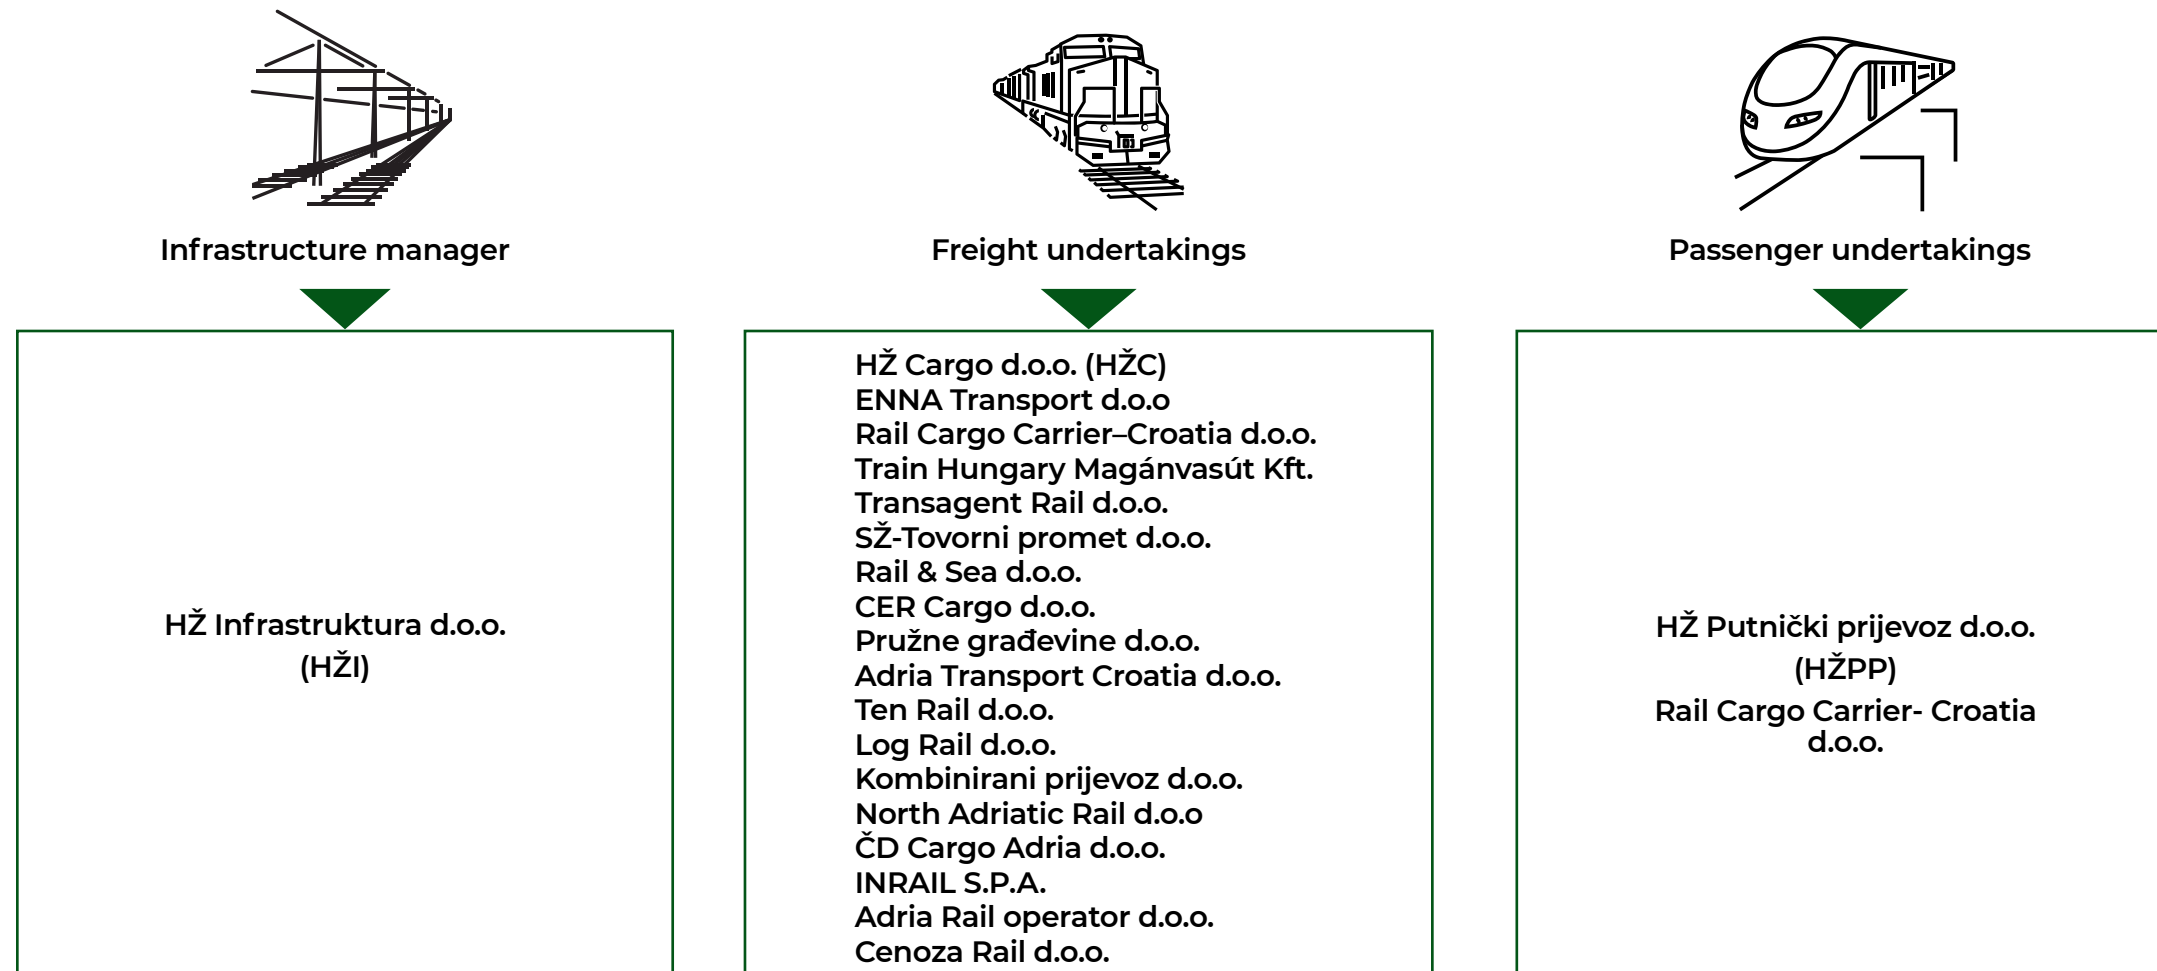 Infrastructure manager
HŽ Infrastruktura d.o.o.
(HŽI)
Freight undertakings
HŽ Cargo d.o.o. (HŽC)
ENNA Transport d.o.o
Rail Cargo Carrier–Croatia d.o.o.
Train Hungary Magánvasút Kft.
Transagent Rail d.o.o.
SŽ-Tovorni promet d.o.o.
Rail & Sea d.o.o.
CER Cargo d.o.o.
Pružne građevine d.o.o.
Adria Transport Croatia d.o.o.
Ten Rail d.o.o.
Log Rail d.o.o.
Kombinirani prijevoz d.o.o.
North Adriatic Rail d.o.o
ČD Cargo Adria d.o.o.
INRAIL S.P.A.
Adria Rail operator d.o.o.
Cenoza Rail d.o.o.
Passenger undertakings
HŽ Putnički prijevoz d.o.o.
(HŽPP)
Rail Cargo Carrier- Croatia
d.o.o.